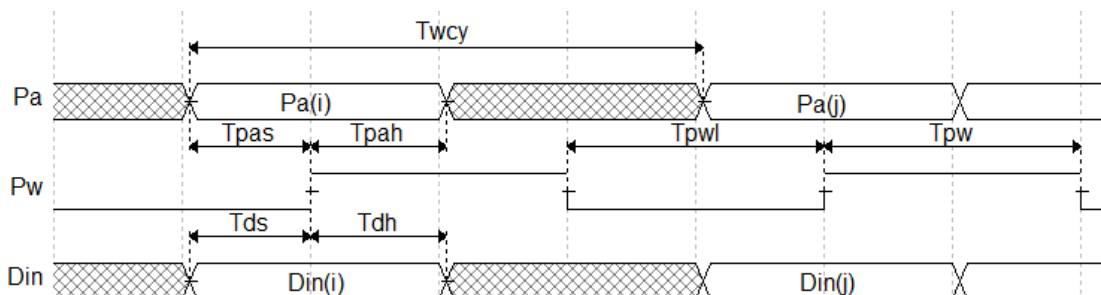 Twcy
Pa Pa(i) Pa(j)
Tpas Tpah Tpwl Tpw
Pw
Tds Tdh
Din Din(i) Din(j)